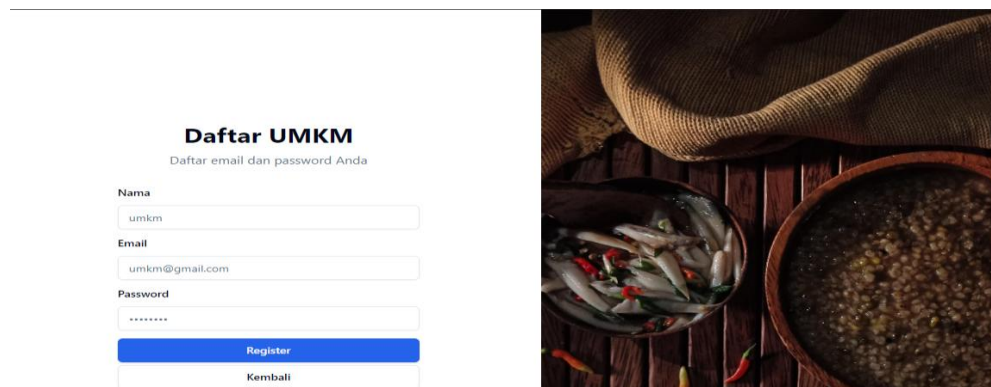 Daftar UMKM
Daftar email dan password Anda
Nama
umkm
Email
umkm@gmail.com
Password
••••••••
Register
Kembali